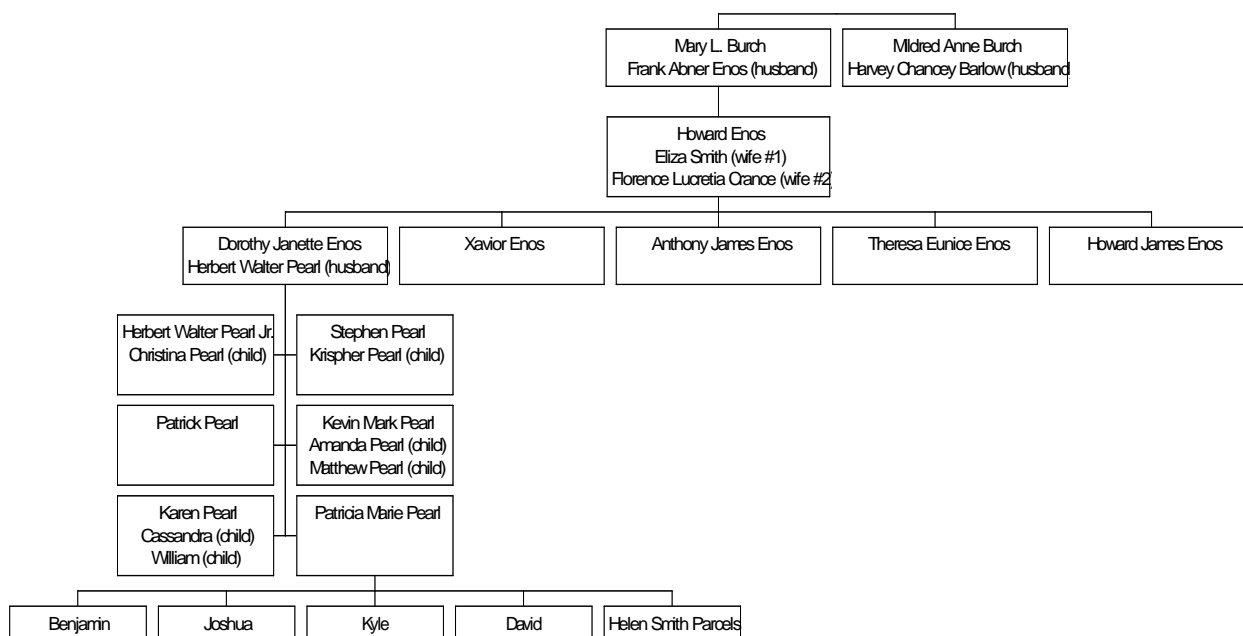 Mary L. Burch
Frank Abner Enos (husband)
Mildred Anne Burch
Harvey Chancey Barlow (husband
Howard Enos
Eliza Smith (wife #1)
Florence Lucretia Crance (wife #2)
Dorothy Janette Enos
Herbert Walter Pearl (husband)
Xavior Enos
Anthony James Enos
Theresa Eunice Enos
Howard James Enos
Herbert Walter Pearl Jr.
Christina Pearl (child)
Stephen Pearl
Krispher Pearl (child)
Patrick Pearl
Kevin Mark Pearl
Amanda Pearl (child)
Matthew Pearl (child)
Karen Pearl
Cassandra (child)
William (child)
Patricia Marie Pearl
Benjamin
Joshua
Kyle
David
Helen Smith Parcels